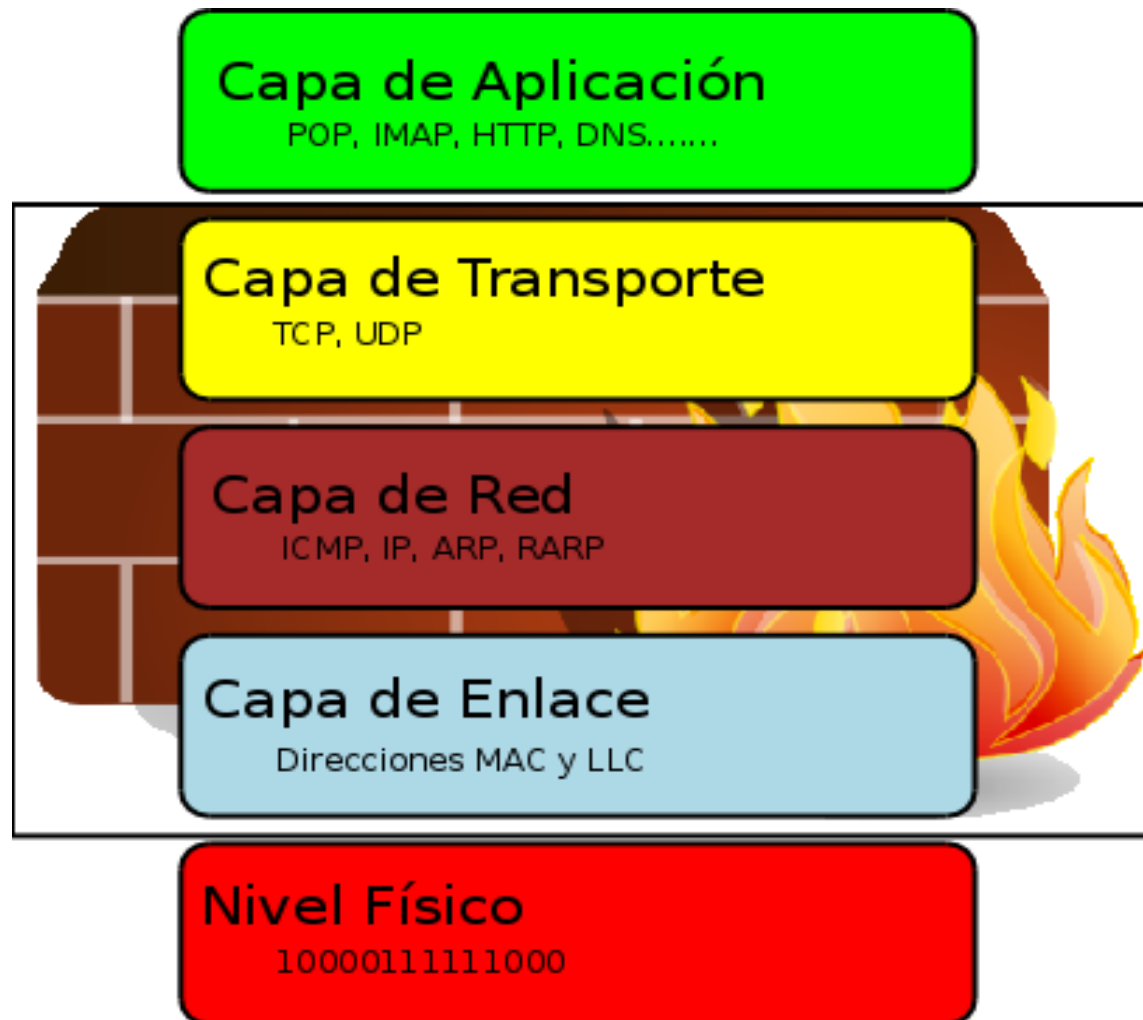 Capa de Aplicación
POP, IMAP, HTTP, DNS.......
Capa de Transporte
TCP, UDP
Capa de Red
ICMP, IP, ARP, RARP
Capa de Enlace
Direcciones MAC y LLC
Nivel Físico
10000111111000